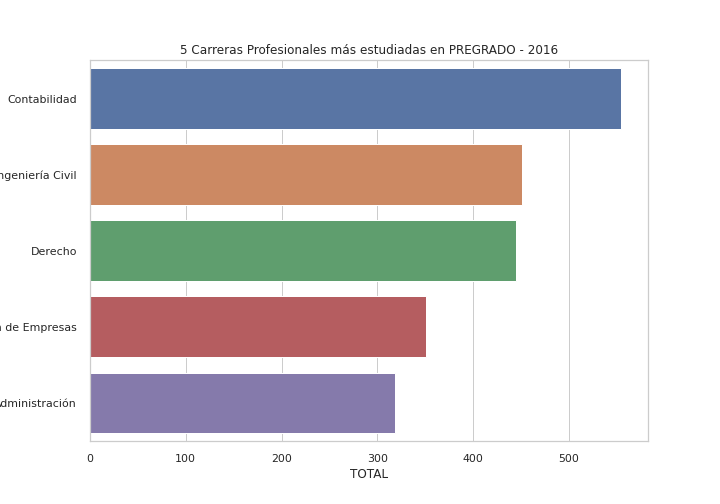 5 Carreras Profesionales más estudiadas en PREGRADO - 2016
Contabilidad
ngeniería Civil
Derecho
de Empresas
dministración
0 100 200 300 400 500
TOTAL